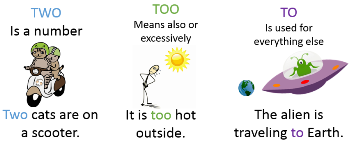 TWO
Is a number
Two cats are on
a scooter.
TOO
Means also or
excessively
It is too hot
outside.
TO
Is used for
everything else
The alien is
traveling to Earth.